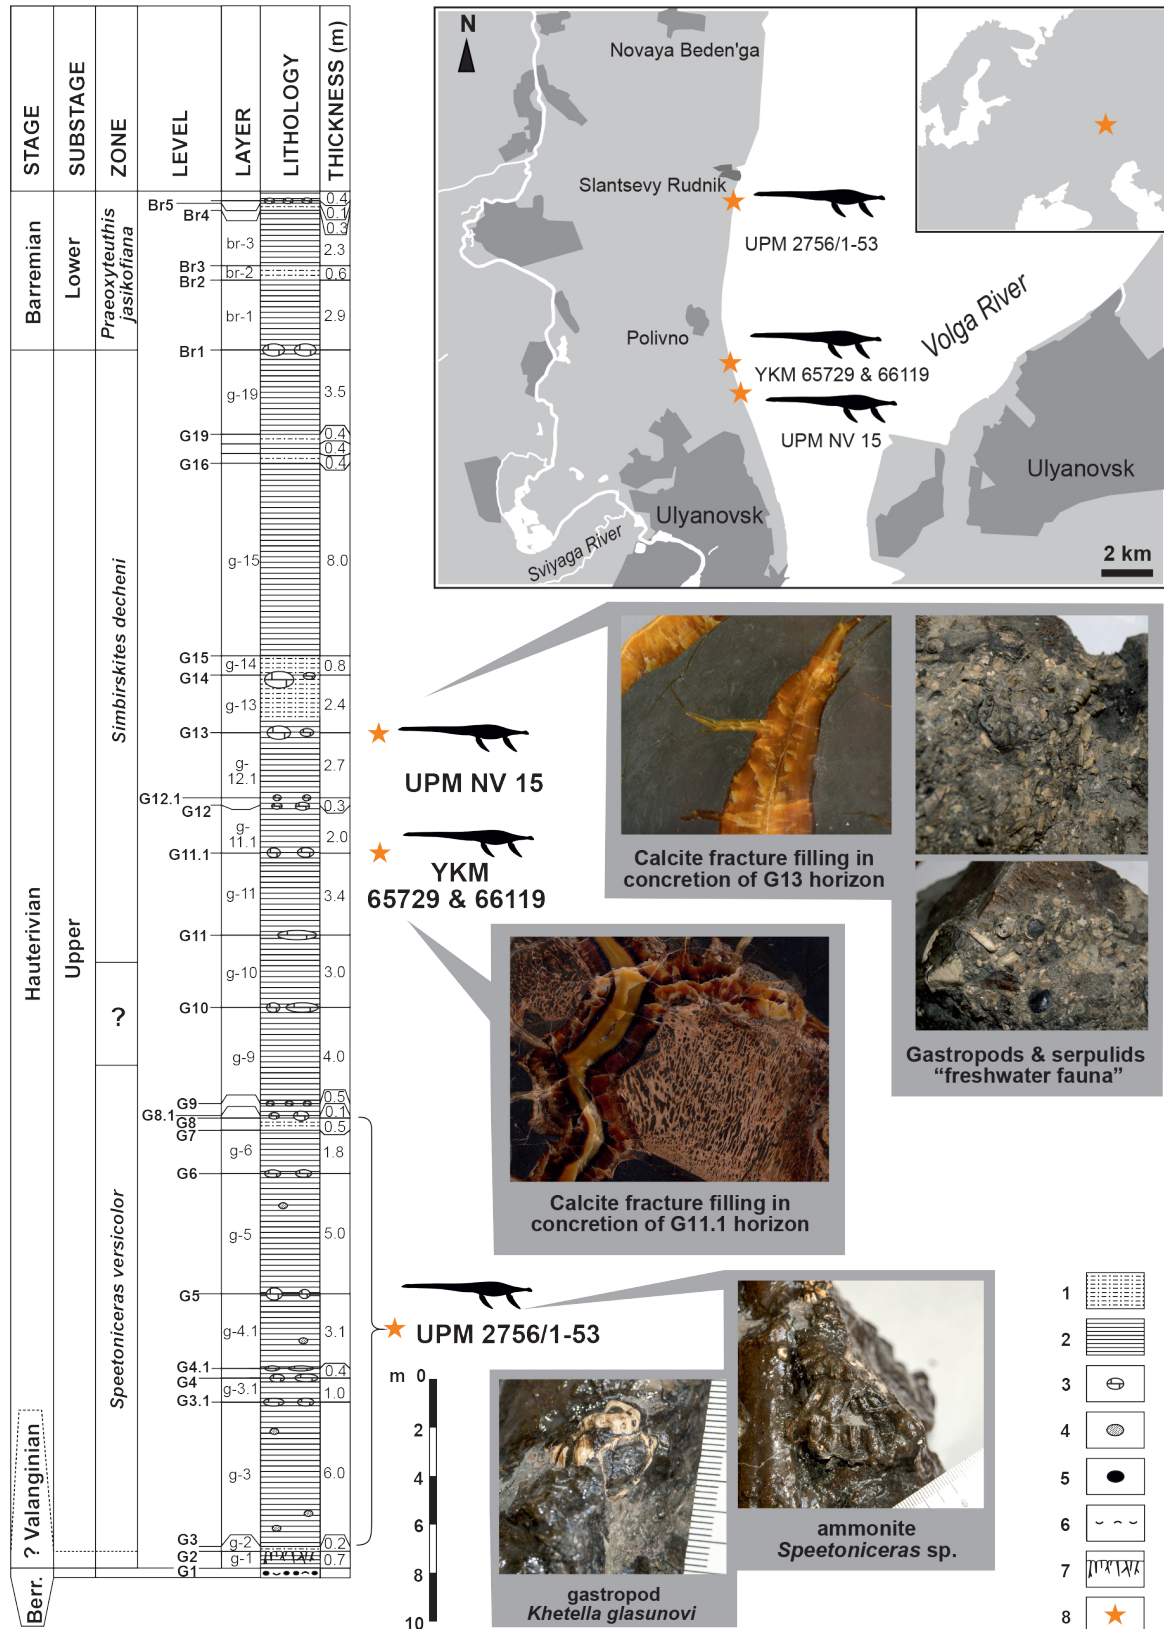 STAGE
SUBSTAGE
ZONE
LEVEL
LAYER
LITHOLOGY
THICKNESS (m)
Barremian
Lower
Praeoxyteuthis
jasikofiana
Hauterivian
Upper
Simbirskites decheni
?
Speetoniceras versicolor
? Valanginian
Berr.
Br5
Br4
Br3
Br2
Br1
G19
G16
G15
G14
G13
G12.1
G12
G11.1
G11
G10
G9
G8.1
G8
G7
G6
G5
G4.1
G4
G3.1
G3
G2
G1
br-3
br-2
br-1
g-19
g-15
g-14
g-13
g-
12.1
g-
11.1
g-11
g-10
g-9
g-6
g-5
g-4.1
g-3.1
g-3
g-2
g-1
0.4
0.1
0.3
2.3
0.6
2.9
3.5
0.4
0.4
0.4
8.0
0.8
2.4
2.7
0.3
2.0
3.4
3.0
4.0
0.5
0.1
0.5
1.8
5.0
3.1
0.4
1.0
6.0
0.2
0.7
N
Novaya Beden'ga
Slantsevy Rudnik
UPM 2756/1-53
Polivno
YKM 65729 & 66119
UPM NV 15
Volga River
Ulyanovsk
Ulyanovsk
Sviyaga River
2 km
UPM NV 15
YKM
65729 & 66119
UPM 2756/1-53
Calcite fracture filling in
concretion of G13 horizon
Gastropods & serpulids
“freshwater fauna”
Calcite fracture filling in
concretion of G11.1 horizon
ammonite
Speetoniceras sp.
gastropod
Khetella glasunovi
m
0
2
4
6
8
10
1
2
3
4
5
6
7
8